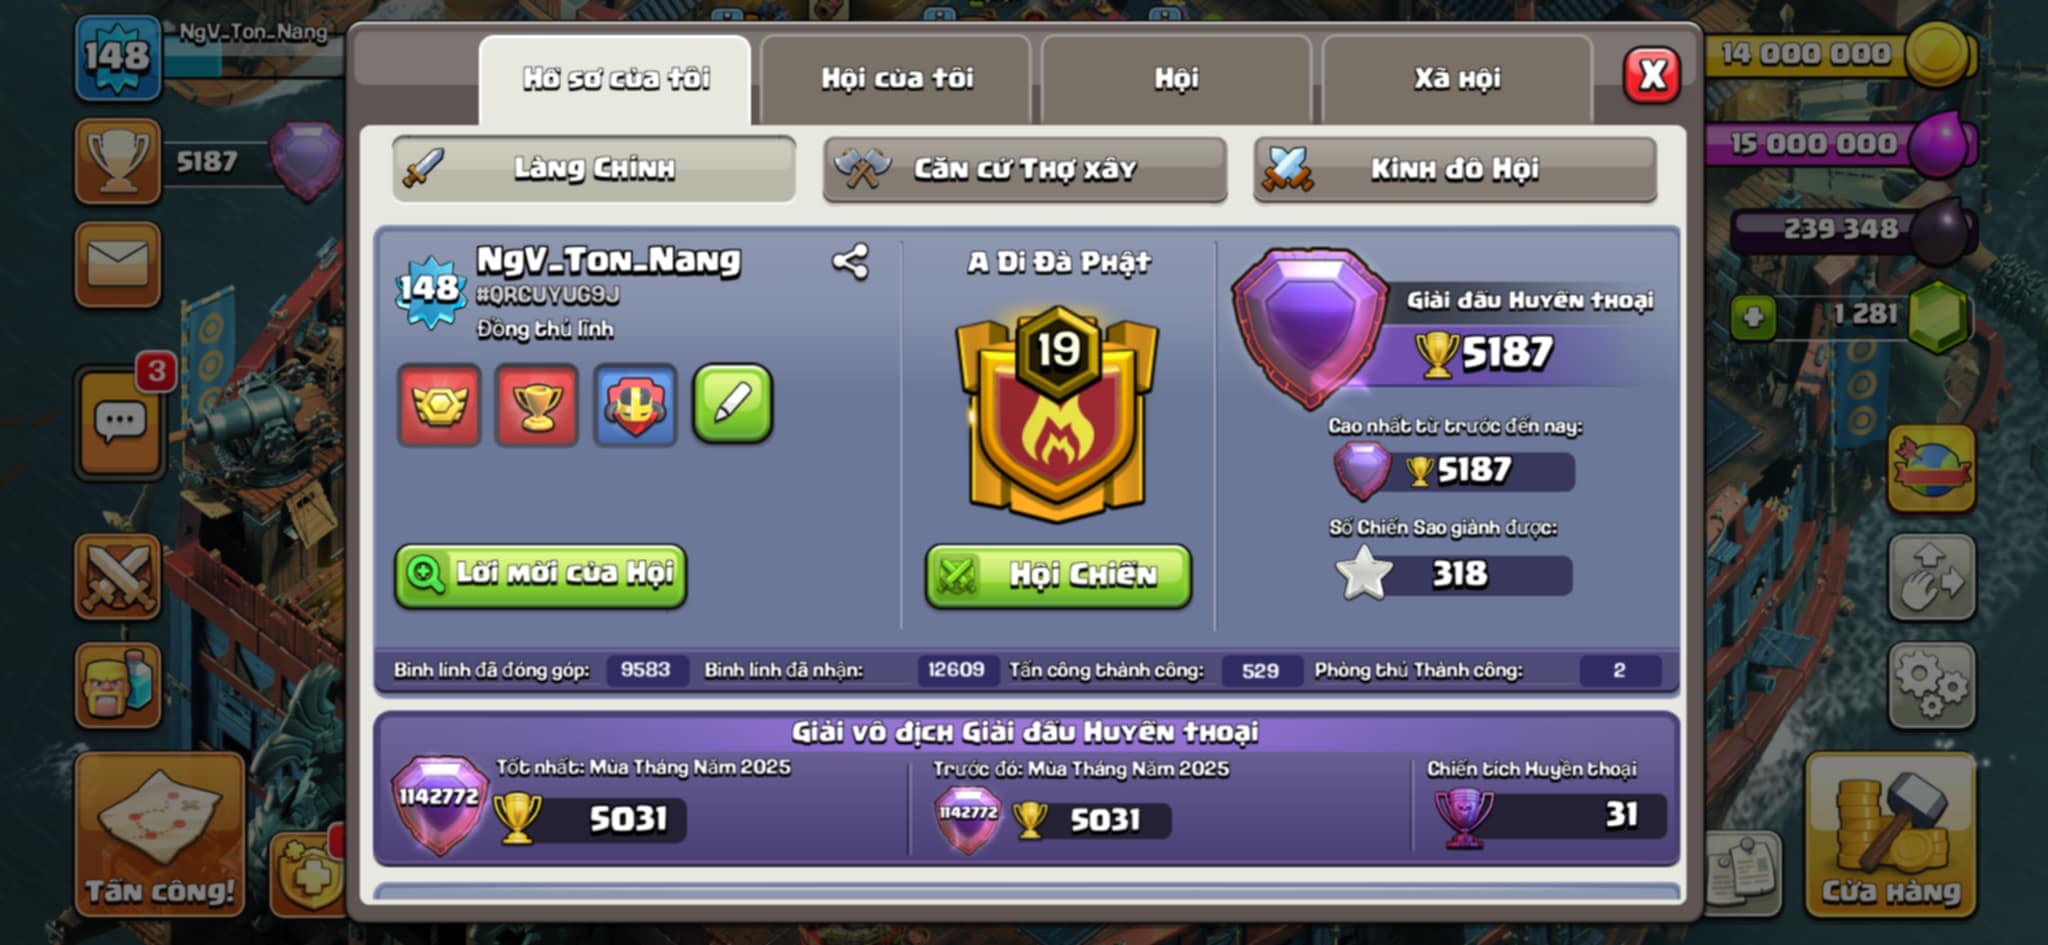 148
NgV_Ton_Nang
Hồ sơ của tôi
Hội của tôi
Hội
Xã hội
X
14 000 000
5187
Làng Chính
Căn cứ Thợ xây
Kinh đô Hội
15 000 000
239 348
148
NgV_Ton_Nang
#QRCUYUG9J
Đồng thủ lĩnh
A Di Đà Phật
19
Giải đấu Huyền thoại
5187
1 281
3
Cao nhất từ trước đến nay:
5187
Số Chiến Sao giành được:
318
Lời mời của Hội
Hội Chiến
Binh lính đã đóng góp: 9583
Binh lính đã nhận: 12609
Tấn công thành công: 529
Phòng thủ Thành công: 2
Giải vô địch Giải đấu Huyền thoại
Tốt nhất: Mùa Tháng Năm 2025
1142772
5031
Trước đó: Mùa Tháng Năm 2025
1142772
5031
Chiến tích Huyền thoại
31
Tấn công!
Cửa hàng